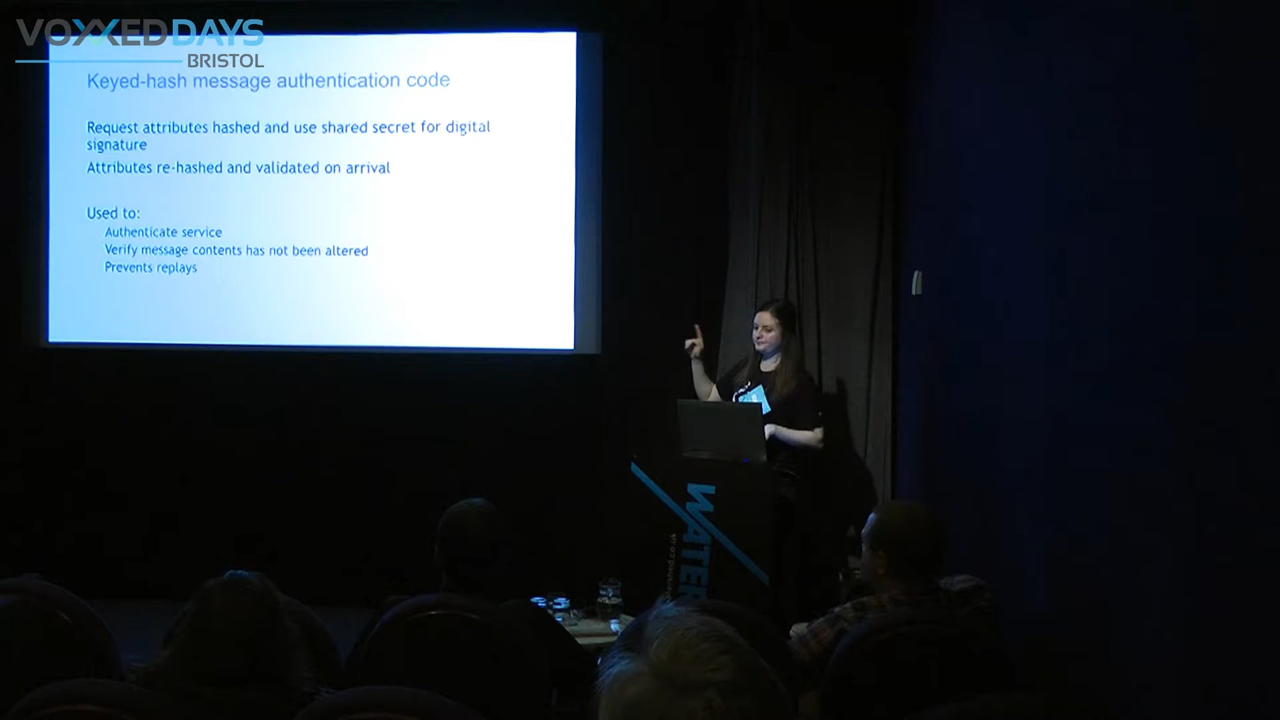 VOXXED DAYS
BRISTOL
Keyed-hash message authentication code
Request attributes hashed and use shared secret for digital
signature
Attributes re-hashed and validated on arrival
Used to:
Authenticate service
Verify message contents has not been altered
Prevents replays
WATER